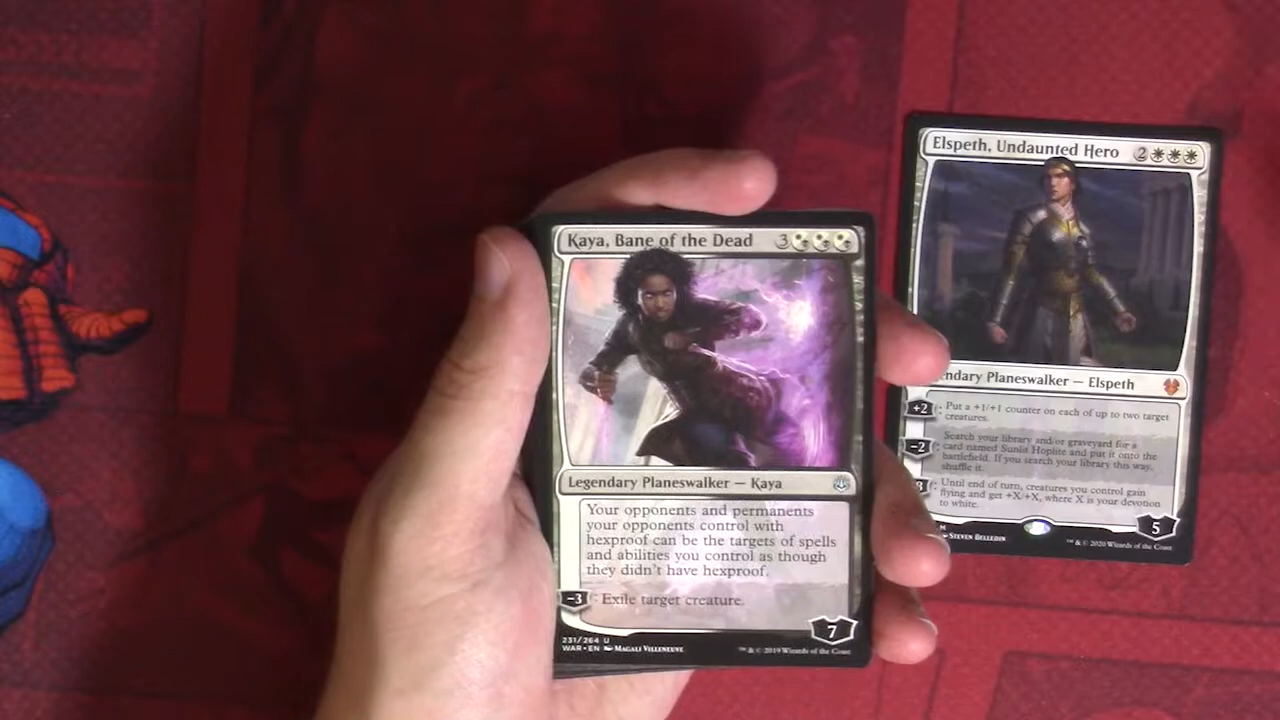 Kaya, Bane of the Dead 3
Legendary Planeswalker — Kaya
Your opponents and permanents
your opponents control with
hexproof can be the targets of spells
and abilities you control as though
they didn't have hexproof.
-3: Exile target creature.
7
231/264 U
WAR • EN MAGALI VILLENEUVE
™ & © 2019 Wizards of the Coast
Elspeth, Undaunted Hero 2
endary Planeswalker — Elspeth
+2: Put a +1/+1 counter on each of up to two target
creatures.
-2: Search your library and/or graveyard for a
card named Sunlit Hoplite and put it onto the
battlefield. If you search your library this way,
shuffle it.
8: Until end of turn, creatures you control gain
flying and get +X/+X, where X is your devotion
to white.
5
M
STEVEN BELLEDIN
™ & © 2020 Wizards of the Coast